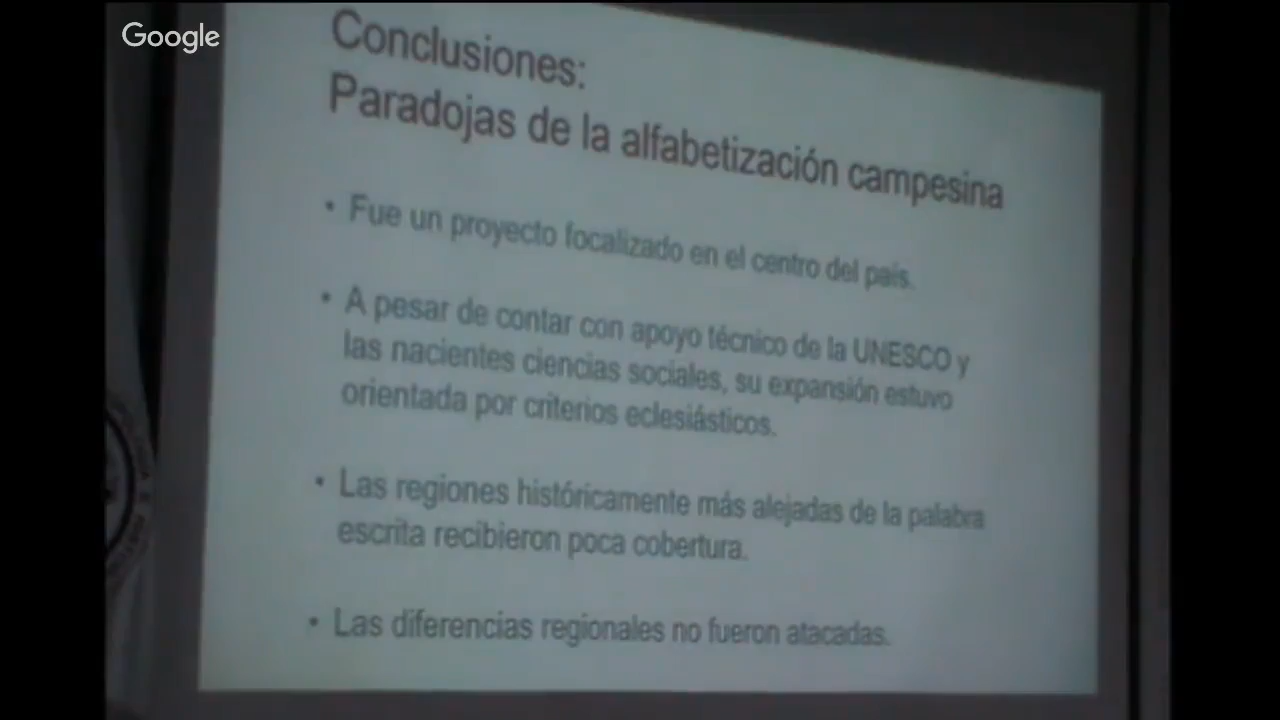 Google
Conclusiones:
Paradojas de la alfabetización campesina
• Fue un proyecto focalizado en el centro del país.
• A pesar de contar con apoyo técnico de la UNESCO y
las nacientes ciencias sociales, su expansión estuvo
orientada por criterios eclesiásticos.
• Las regiones históricamente más alejadas de la palabra
escrita recibieron poca cobertura.
• Las diferencias regionales no fueron atacadas.